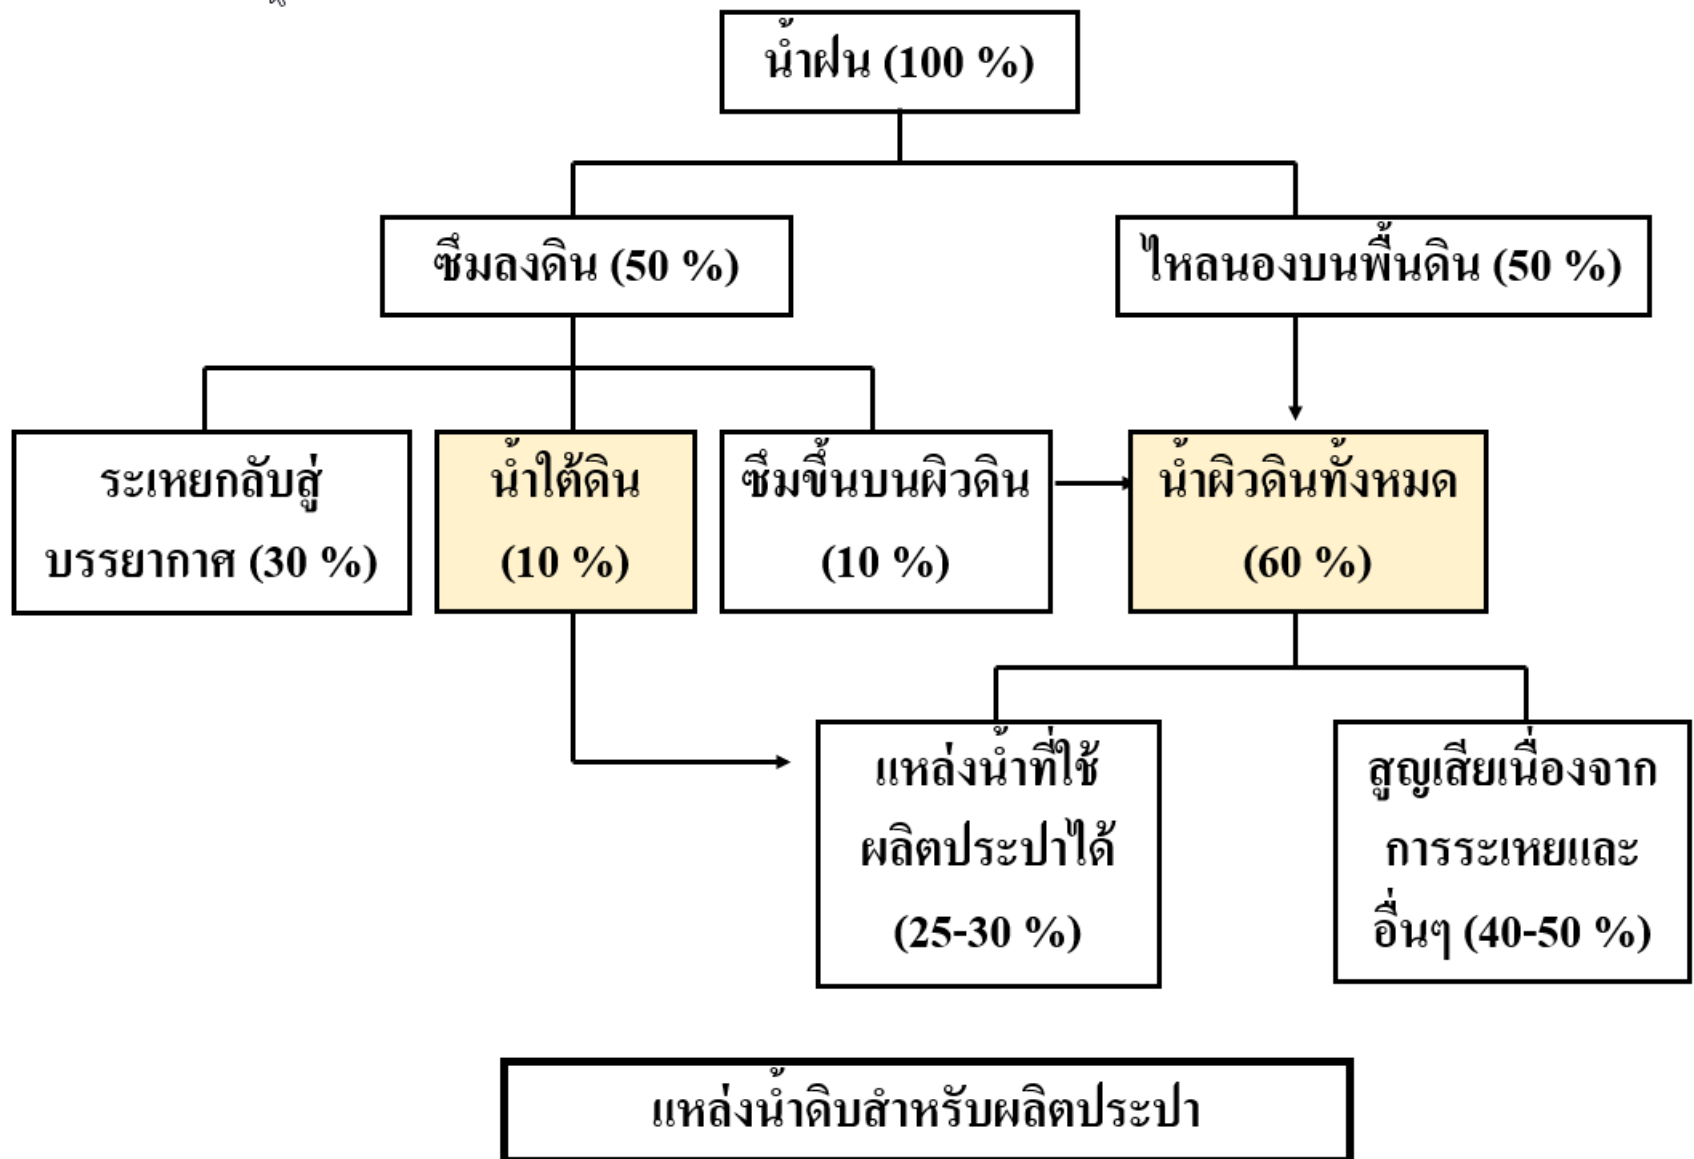 น้ำฝน (100 %)
ซึมลงดิน (50 %)
ไหลนองบนพื้นดิน (50 %)
ระเหยกลับสู่
บรรยากาศ (30 %)
น้ำใต้ดิน
(10 %)
ซึมขึ้นบนผิวดิน
(10 %)
น้ำผิวดินทั้งหมด
(60 %)
แหล่งน้ำที่ใช้
ผลิตประปาได้
(25-30 %)
สูญเสียเนื่องจาก
การระเหยและ
อื่นๆ (40-50 %)
แหล่งน้ำดิบสำหรับผลิตประปา